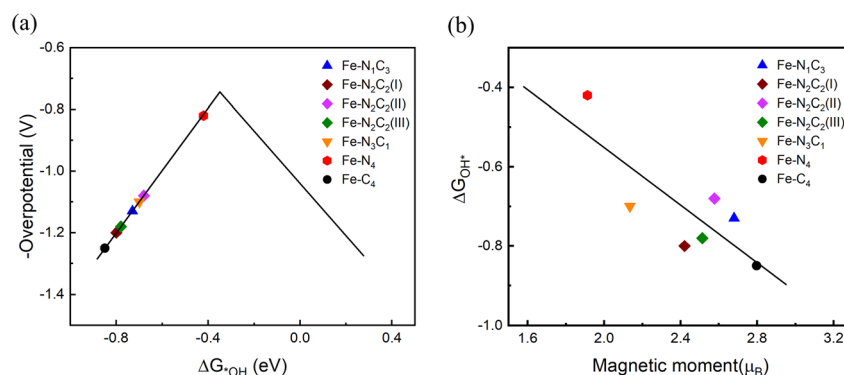 (a)
-0.6
-0.8
-1.0
-1.2
-1.4
-Overpotential (V)
-0.8 -0.4 0.0 0.4
ΔG*OH (eV)
Fe-N₁C₃
Fe-N₂C₂(I)
Fe-N₂C₂(II)
Fe-N₂C₂(III)
Fe-N₃C₁
Fe-N₄
Fe-C₄
(b)
-0.4
-0.6
-0.8
-1.0
ΔG_OH*
1.6 2.0 2.4 2.8 3.2
Magnetic moment(μ_B)
Fe-N₁C₃
Fe-N₂C₂(I)
Fe-N₂C₂(II)
Fe-N₂C₂(III)
Fe-N₃C₁
Fe-N₄
Fe-C₄